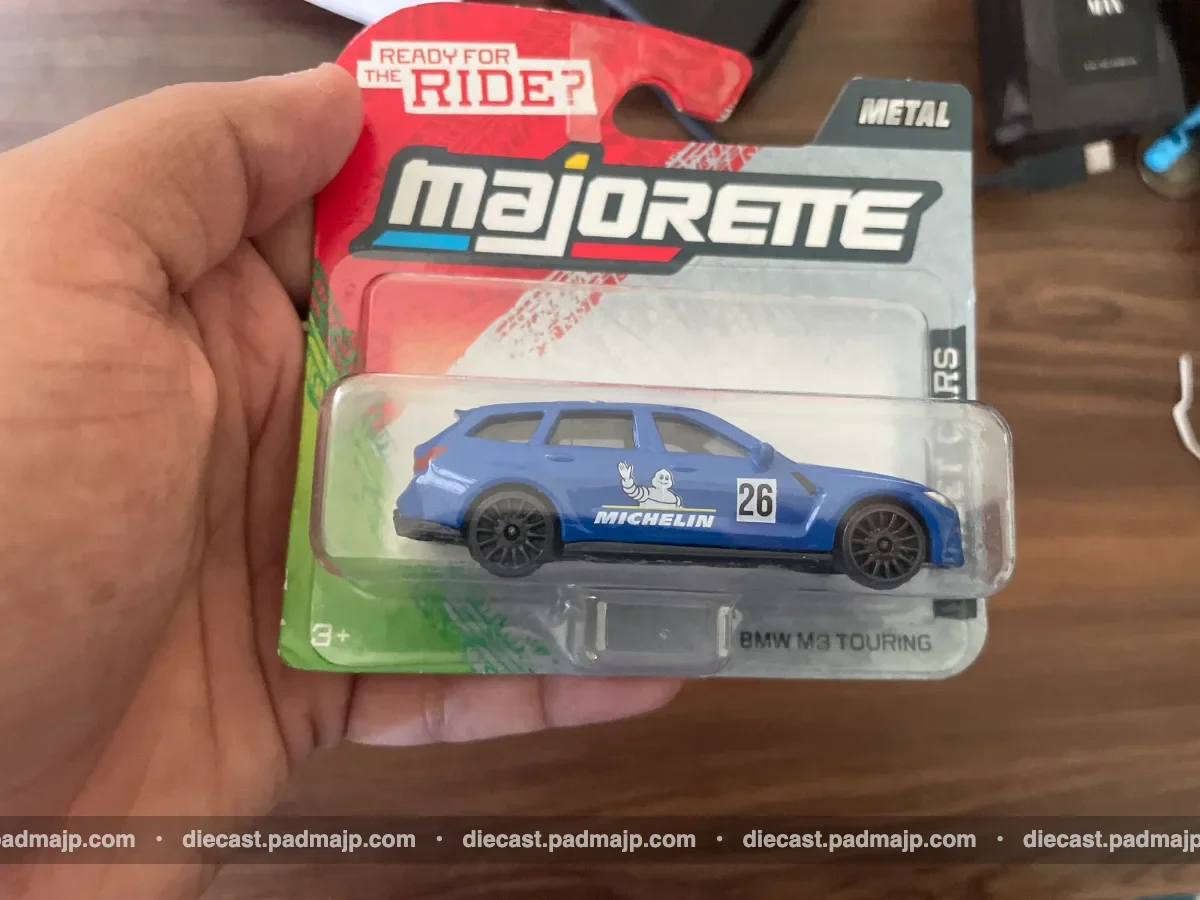 READY FOR
THE RIDE?
METAL
majorette
MICHELIN
26
3+
BMW M3 TOURING
MAN
diecast.padmajp.com • diecast.padmajp.com • diecast.padmajp.com • diecast.padmajp.com